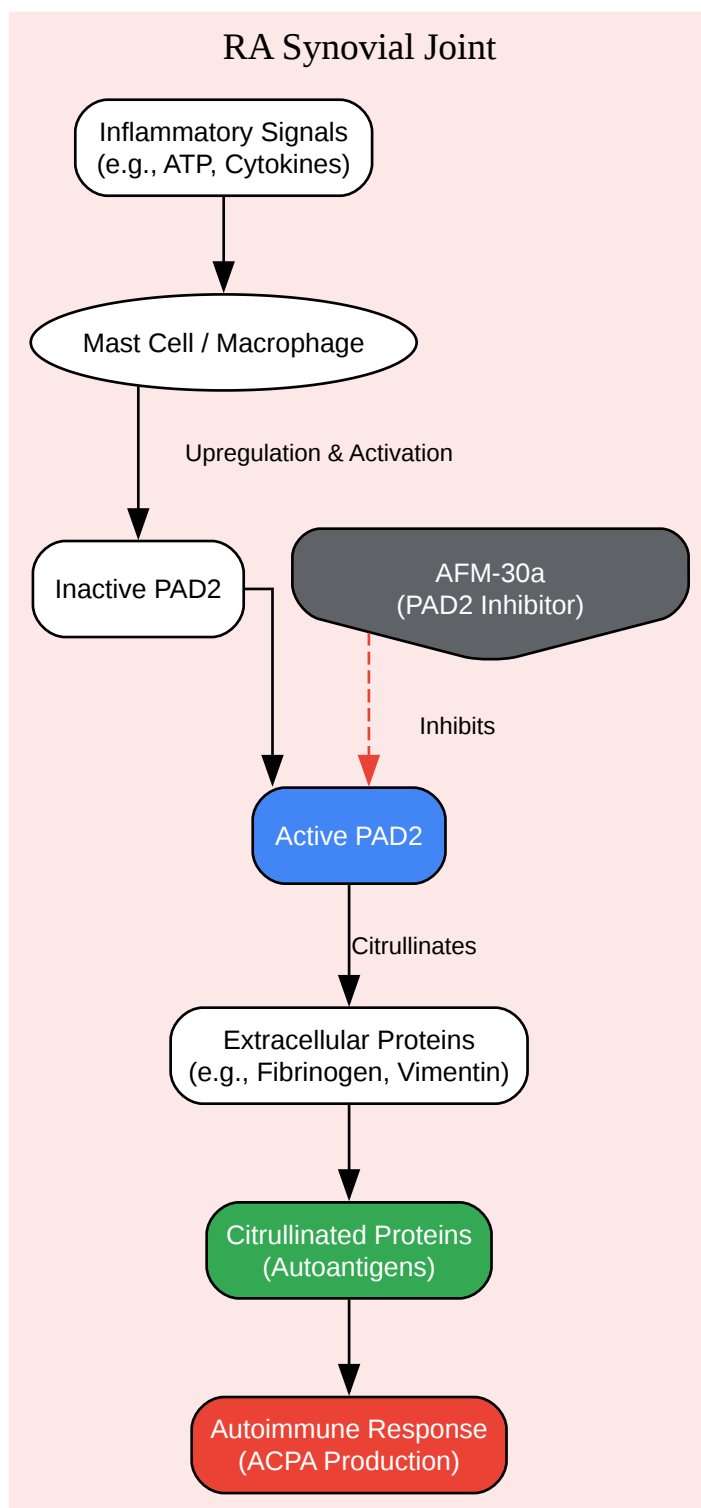 RA Synovial Joint
Inflammatory Signals
(e.g., ATP, Cytokines)
Mast Cell / Macrophage
Upregulation & Activation
Inactive PAD2
AFM-30a
(PAD2 Inhibitor)
Inhibits
Active PAD2
Citrullinates
Extracellular Proteins
(e.g., Fibrinogen, Vimentin)
Citrullinated Proteins
(Autoantigens)
Autoimmune Response
(ACPA Production)